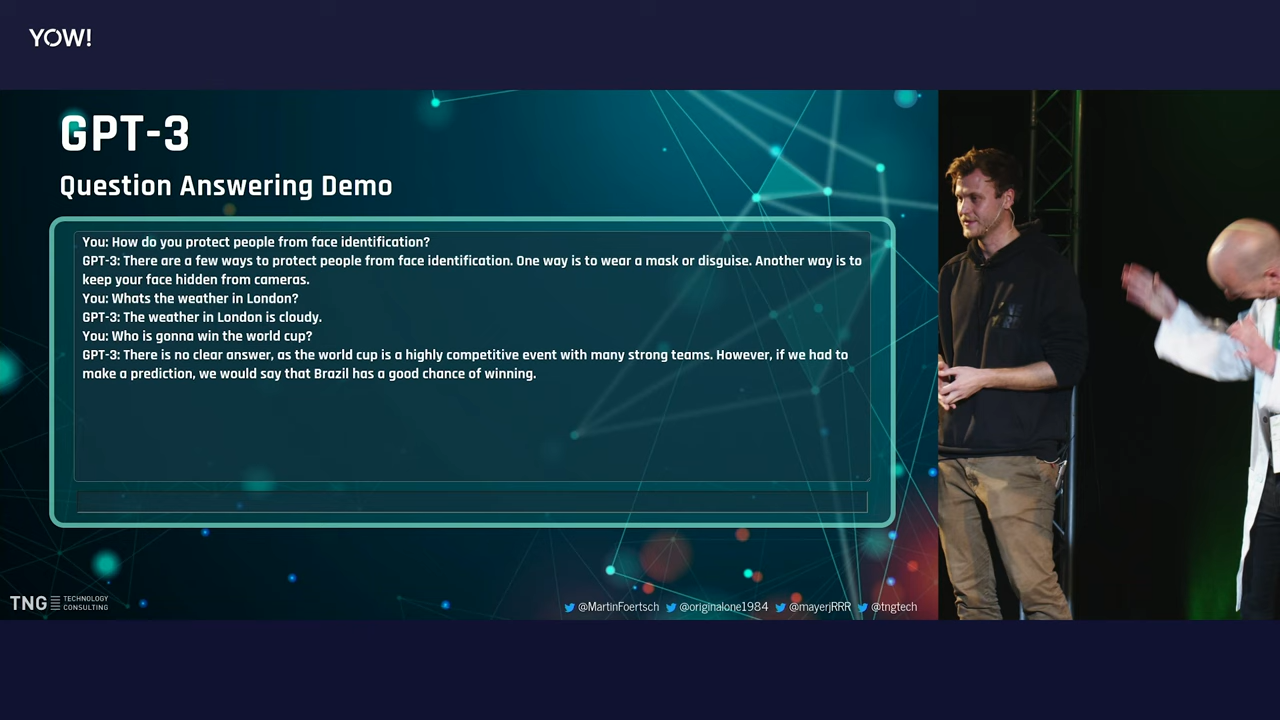 YOW!
GPT-3
Question Answering Demo
You: How do you protect people from face identification?
GPT-3: There are a few ways to protect people from face identification. One way is to wear a mask or disguise. Another way is to
keep your face hidden from cameras.
You: Whats the weather in London?
GPT-3: The weather in London is cloudy.
You: Who is gonna win the world cup?
GPT-3: There is no clear answer, as the world cup is a highly competitive event with many strong teams. However, if we had to
make a prediction, we would say that Brazil has a good chance of winning.
TNG TECHNOLOGY
CONSULTING
@MartinFoertsch @originalone1984 @mayerjRRR @tngtech